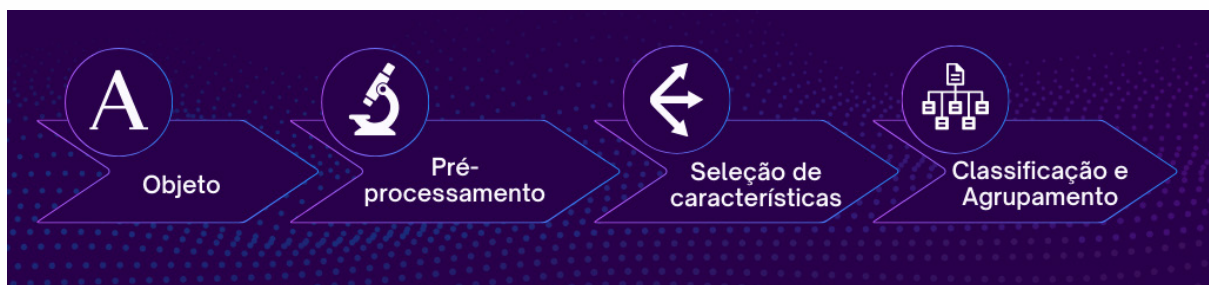 A
Objeto
Pré-
processamento
Seleção de
características
Classificação e
Agrupamento